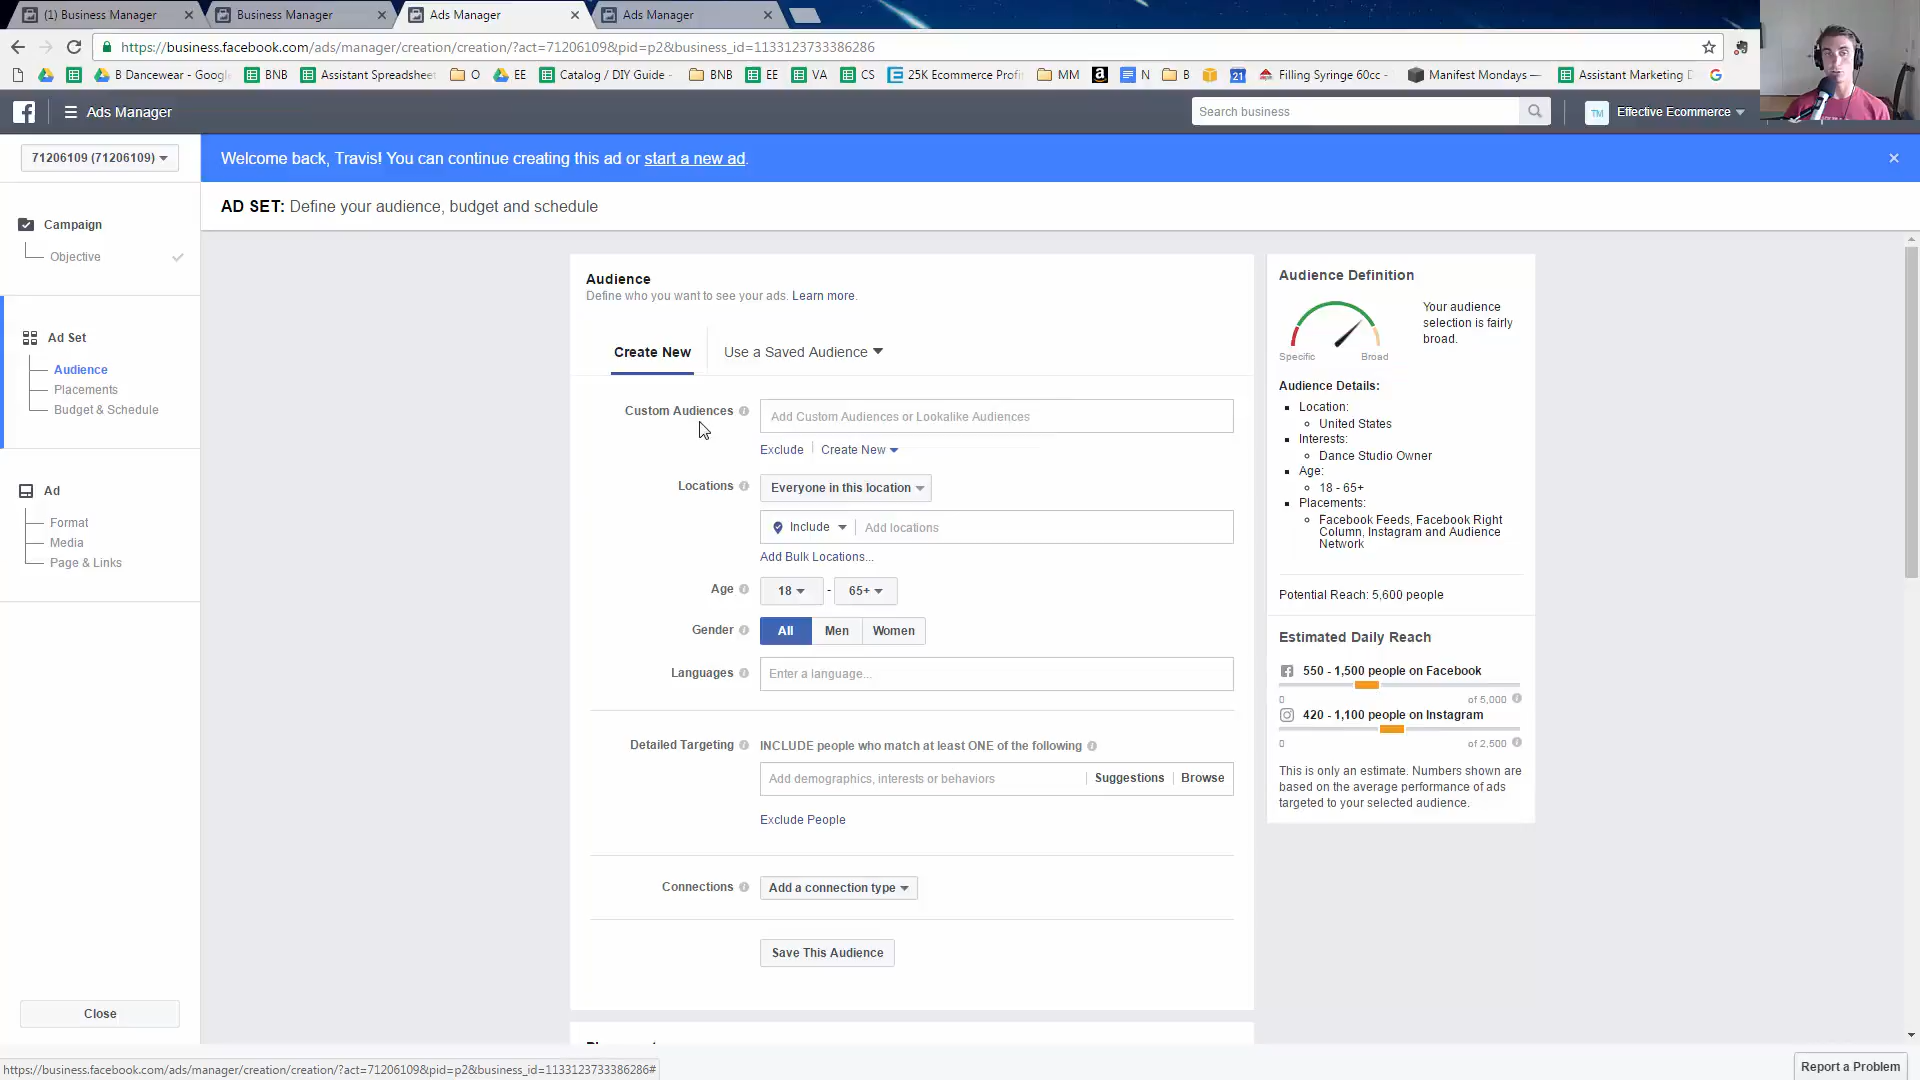 (1) Business Manager
Business Manager
Ads Manager
Ads Manager
https://business.facebook.com/ads/manager/creation/creation/?act=71206109&pid=p2&business_id=1133123733386286
B Dancewear - Googl
BNB
Assistant Spreadshee
O
EE
Catalog / DIY Guide -
BNB
EE
VA
CS
25K Ecommerce Profi
MM
N
B
21
Filling Syringe 60cc -
Manifest Mondays —
Assistant Marketing D
Ads Manager
Search business
TM
Effective Ecommerce
71206109 (71206109)
Welcome back, Travis! You can continue creating this ad or start a new ad.
AD SET: Define your audience, budget and schedule
Campaign
Objective
Ad Set
Audience
Placements
Budget & Schedule
Ad
Format
Media
Page & Links
Close
Audience
Define who you want to see your ads. Learn more.
Create New
Use a Saved Audience
Custom Audiences
Add Custom Audiences or Lookalike Audiences
Exclude
Create New
Locations
Everyone in this location
Include
Add locations
Add Bulk Locations...
Age
18
-
65+
Gender
All
Men
Women
Languages
Enter a language...
Detailed Targeting
INCLUDE people who match at least ONE of the following
Add demographics, interests or behaviors
Suggestions
Browse
Exclude People
Connections
Add a connection type
Save This Audience
Audience Definition
Your audience
selection is fairly
broad.
Specific
Broad
Audience Details:
Location:
United States
Interests:
Dance Studio Owner
Age:
18 - 65+
Placements:
Facebook Feeds, Facebook Right
Column, Instagram and Audience
Network
Potential Reach: 5,600 people
Estimated Daily Reach
550 - 1,500 people on Facebook
0
of 5,000
420 - 1,100 people on Instagram
0
of 2,500
This is only an estimate. Numbers shown are
based on the average performance of ads
targeted to your selected audience.
https://business.facebook.com/ads/manager/creation/creation/?act=71206109&pid=p2&business_id=1133123733386286#
Report a Problem